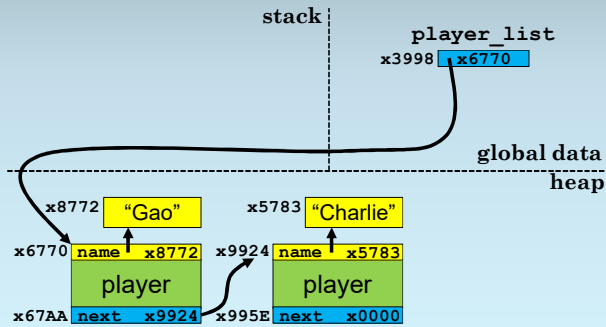 stack
player_list
x3998 x6770
global data
heap
x8772 “Gao” x5783 “Charlie”
x6770 name x8772 x9924 name x5783
player player
x67AA next x9924 x995E next x0000